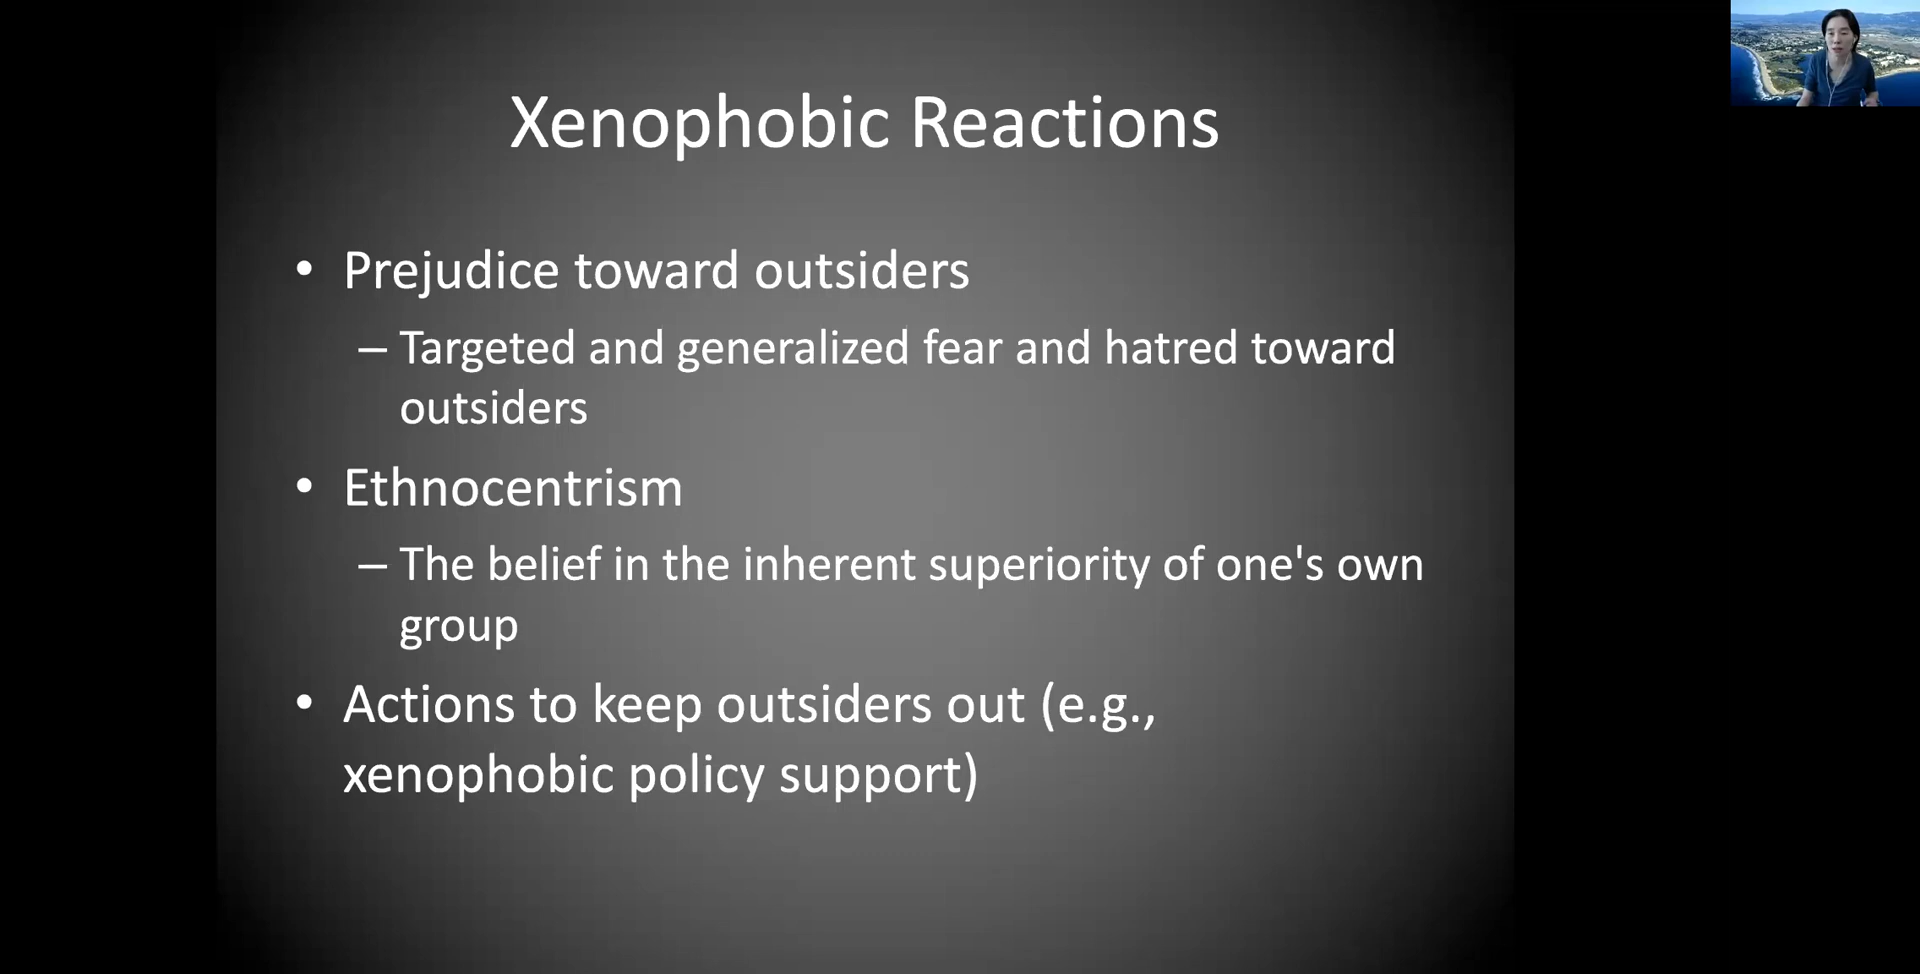 Xenophobic Reactions
• Prejudice toward outsiders
– Targeted and generalized fear and hatred toward
outsiders
• Ethnocentrism
– The belief in the inherent superiority of one's own
group
• Actions to keep outsiders out (e.g.,
xenophobic policy support)